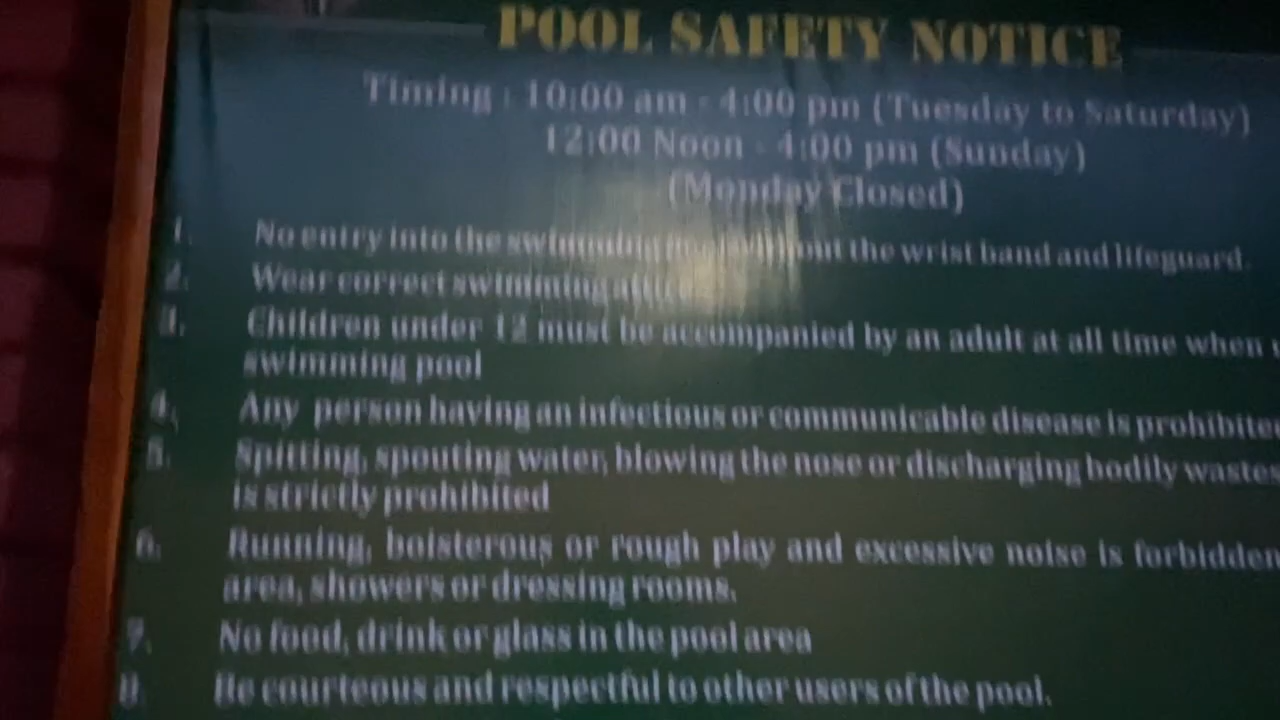 POOL SAFETY NOTICE
Timing : 10:00 am - 4:00 pm (Tuesday to Saturday)
12:00 Noon - 4:00 pm (Sunday)
(Monday Closed)
1. No entry into the swimming pool without the wrist band and lifeguard.
2. Wear correct swimming attire
3. Children under 12 must be accompanied by an adult at all time when
swimming pool
4. Any person having an infectious or communicable disease is prohibited
5. Spitting, spouting water, blowing the nose or discharging bodily wastes
is strictly prohibited
6. Running, boisterous or rough play and excessive noise is forbidden
area, showers or dressing rooms.
7. No food, drink or glass in the pool area
8. Be courteous and respectful to other users of the pool.